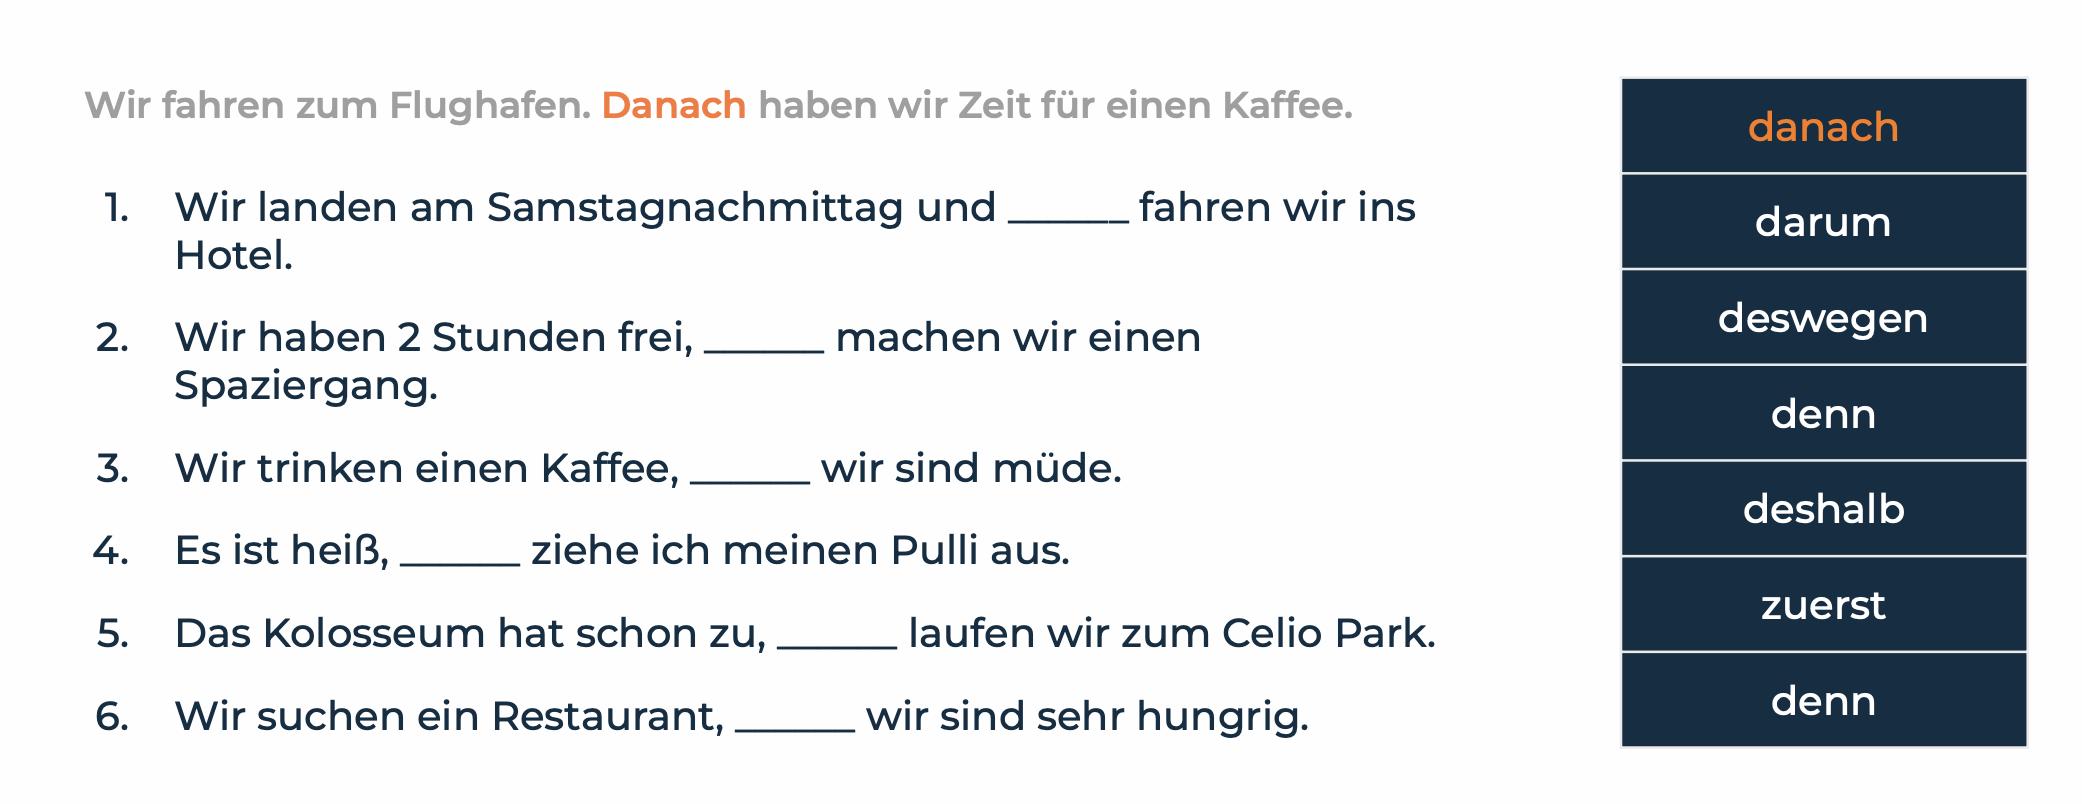 Wir fahren zum Flughafen. Danach haben wir Zeit für einen Kaffee.
1. Wir landen am Samstagnachmittag und ______ fahren wir ins
Hotel.
2. Wir haben 2 Stunden frei, ______ machen wir einen
Spaziergang.
3. Wir trinken einen Kaffee, ______ wir sind müde.
4. Es ist heiß, ______ ziehe ich meinen Pulli aus.
5. Das Kolosseum hat schon zu, ______ laufen wir zum Celio Park.
6. Wir suchen ein Restaurant, ______ wir sind sehr hungrig.
danach
darum
deswegen
denn
deshalb
zuerst
denn